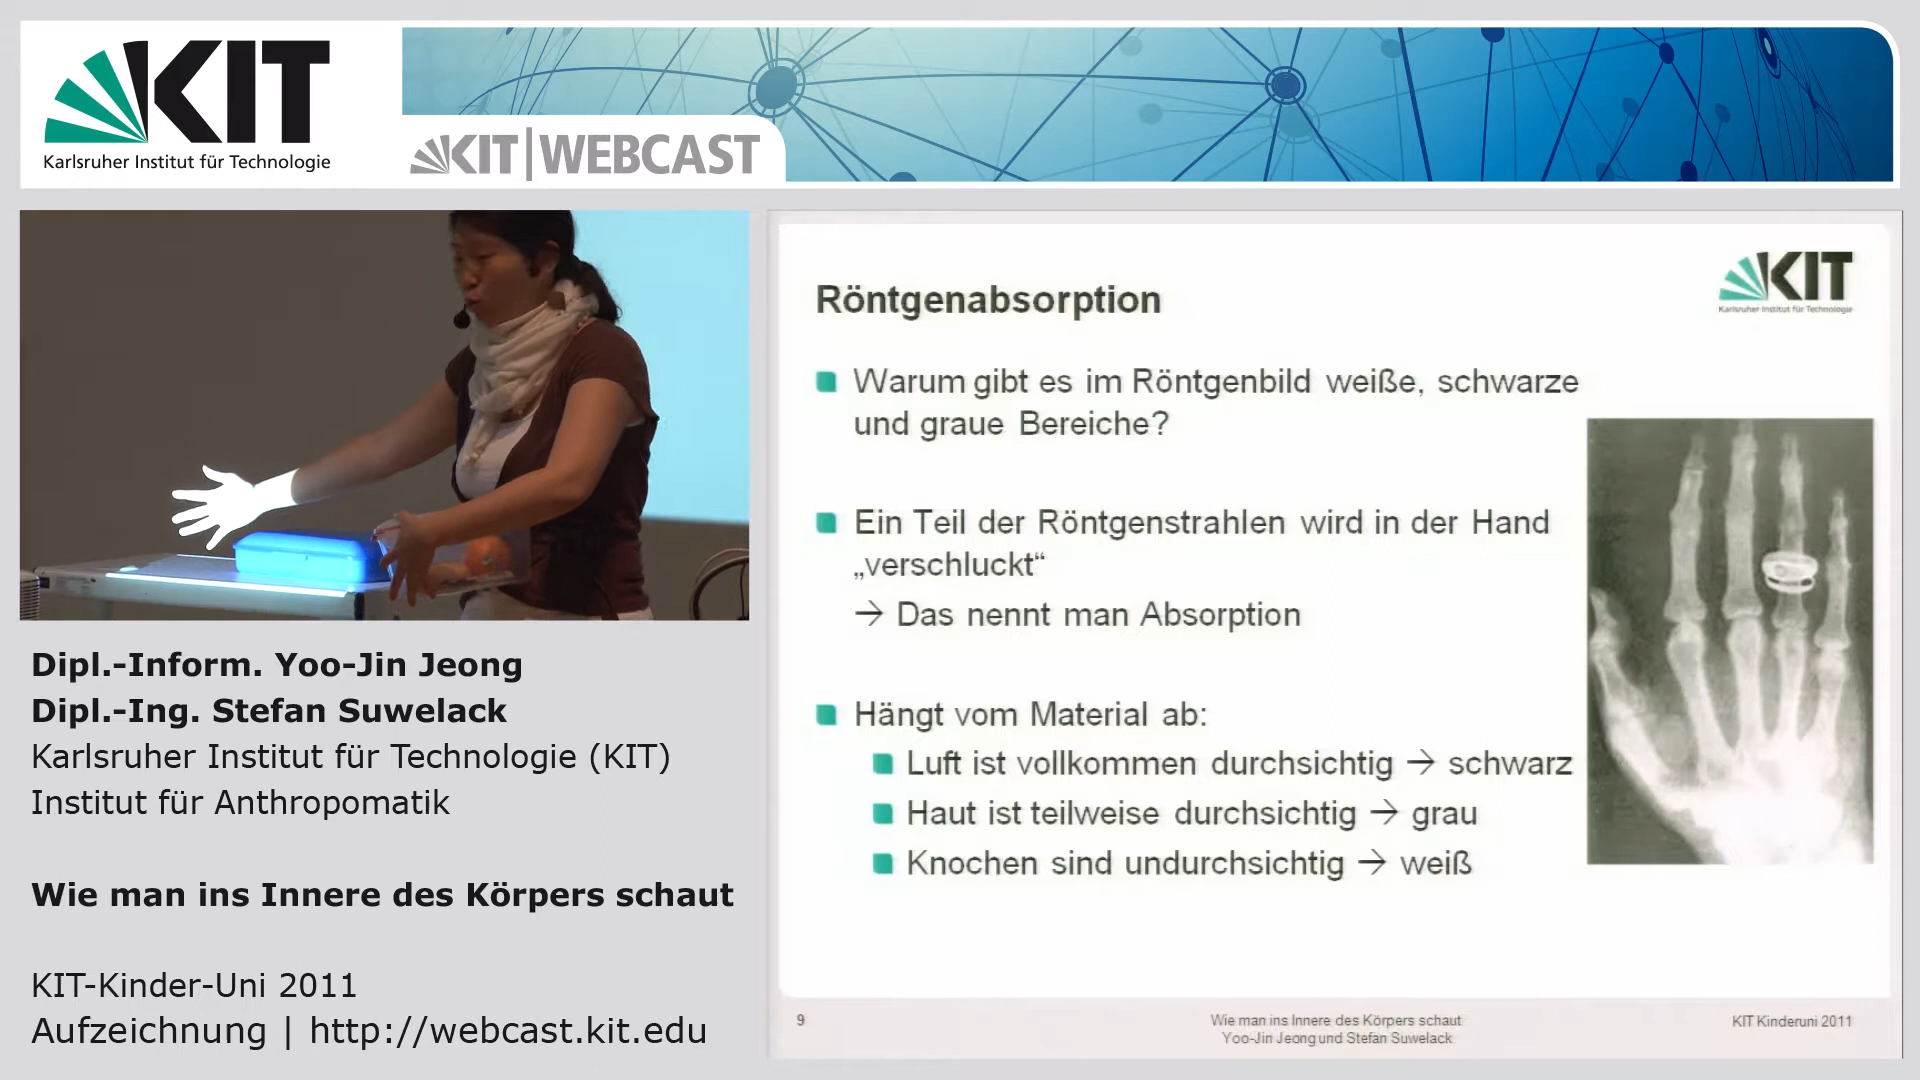 KIT
Karlsruher Institut für Technologie
KIT | WEBCAST
Dipl.-Inform. Yoo-Jin Jeong
Dipl.-Ing. Stefan Suwelack
Karlsruher Institut für Technologie (KIT)
Institut für Anthropomatik
Wie man ins Innere des Körpers schaut
KIT-Kinder-Uni 2011
Aufzeichnung | http://webcast.kit.edu
KIT
Karlsruher Institut für Technologie
Röntgenabsorption
Warum gibt es im Röntgenbild weiße, schwarze
und graue Bereiche?
Ein Teil der Röntgenstrahlen wird in der Hand
„verschluckt“
→ Das nennt man Absorption
Hängt vom Material ab:
Luft ist vollkommen durchsichtig → schwarz
Haut ist teilweise durchsichtig → grau
Knochen sind undurchsichtig → weiß
9
Wie man ins Innere des Körpers schaut
Yoo-Jin Jeong und Stefan Suwelack
KIT Kinderuni 2011